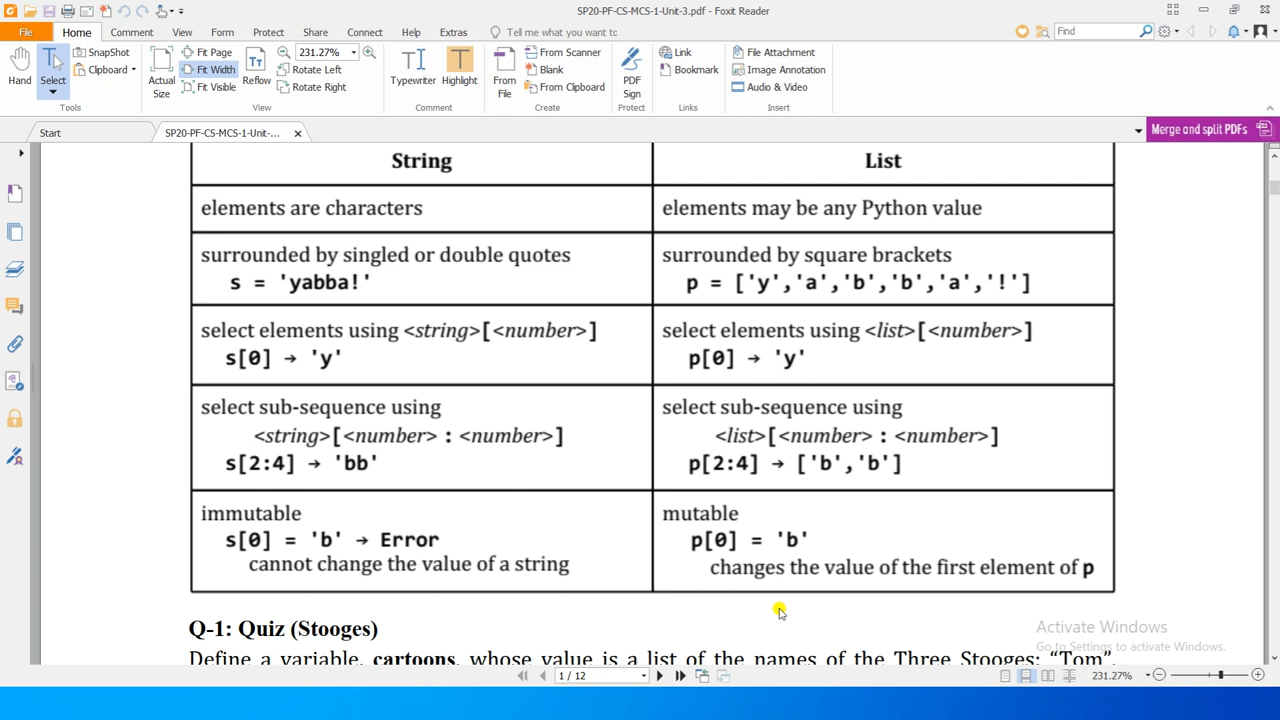 SP20-PF-CS-MCS-1-Unit-3.pdf - Foxit Reader
File Home Comment View Form Protect Share Connect Help Extras Tell me what you want tc Find
Hand
Select
SnapShot
Clipboard
Tools
Actual Size
Fit Page
Fit Width
Fit Visible
Reflow
231.27%
Rotate Left
Rotate Right
View
Typewriter
Highlight
Comment
From File
From Scanner
Blank
From Clipboard
Create
PDF Sign
Protect
Link
Bookmark
Links
File Attachment
Image Annotation
Audio & Video
Insert
Start SP20-PF-CS-MCS-1-Unit-... Merge and split PDFs
String List
elements are characters
elements may be any Python value
surrounded by singled or double quotes
s = 'yabba!'
surrounded by square brackets
p = ['y','a','b','b','a','!']
select elements using <string>[<number>]
s[0] → 'y'
select elements using <list>[<number>]
p[0] → 'y'
select sub-sequence using
<string>[<number> : <number>]
s[2:4] → 'bb'
select sub-sequence using
<list>[<number> : <number>]
p[2:4] → ['b','b']
immutable
s[0] = 'b' → Error
cannot change the value of a string
mutable
p[0] = 'b'
changes the value of the first element of p
Q-1: Quiz (Stooges)
Define a variable, cartoons, whose value is a list of the names of the Three Stooges: "Tom",
Activate Windows
Go to Settings to activate Windows.
1 / 12
231.27%